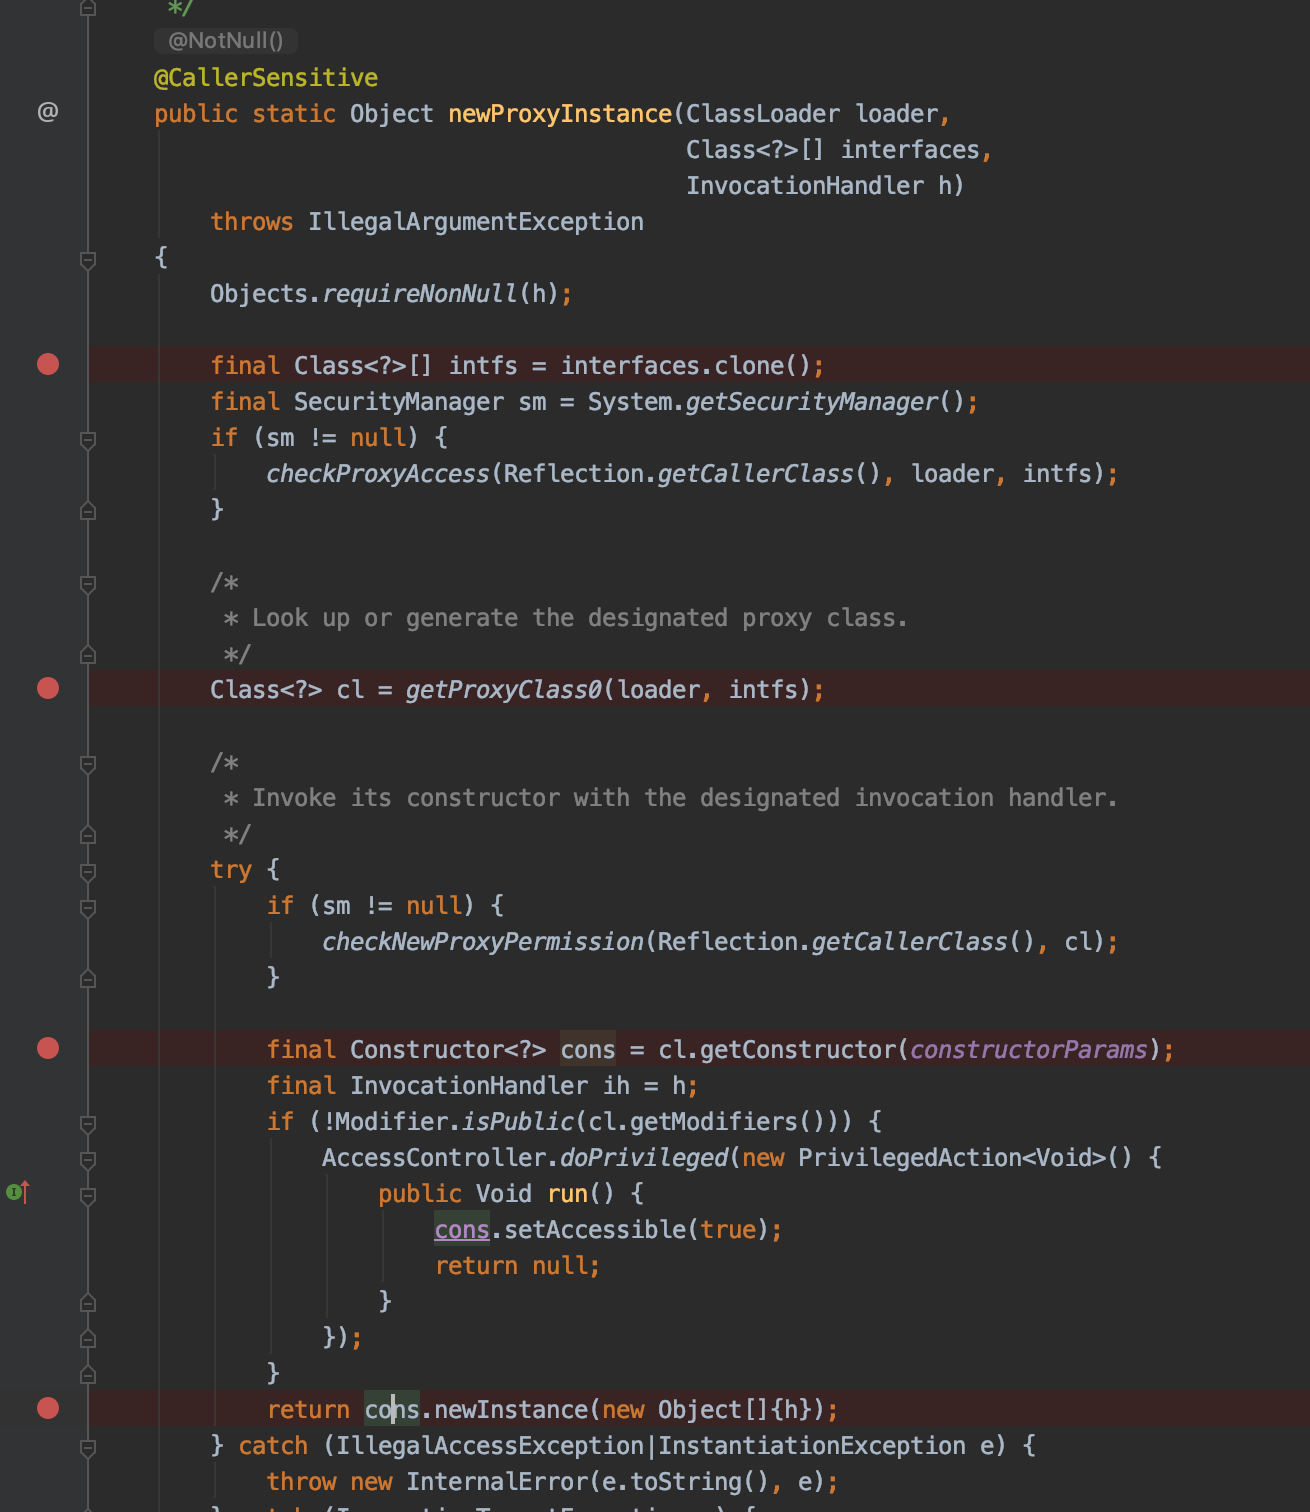 */
@NotNull()
@CallerSensitive
@
public static Object newProxyInstance(ClassLoader loader,
Class<?>[] interfaces,
InvocationHandler h)
throws IllegalArgumentException
{
Objects.requireNonNull(h);
final Class<?>[] intfs = interfaces.clone();
final SecurityManager sm = System.getSecurityManager();
if (sm != null) {
checkProxyAccess(Reflection.getCallerClass(), loader, intfs);
}
/*
* Look up or generate the designated proxy class.
*/
Class<?> cl = getProxyClass0(loader, intfs);
/*
* Invoke its constructor with the designated invocation handler.
*/
try {
if (sm != null) {
checkNewProxyPermission(Reflection.getCallerClass(), cl);
}
final Constructor<?> cons = cl.getConstructor(constructorParams);
final InvocationHandler ih = h;
if (!Modifier.isPublic(cl.getModifiers())) {
AccessController.doPrivileged(new PrivilegedAction<Void>() {
public Void run() {
cons.setAccessible(true);
return null;
}
});
}
return cons.newInstance(new Object[]{h});
} catch (IllegalAccessException|InstantiationException e) {
throw new InternalError(e.toString(), e);